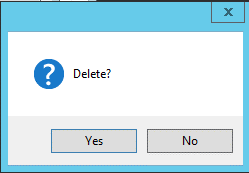 Delete?
Yes
No